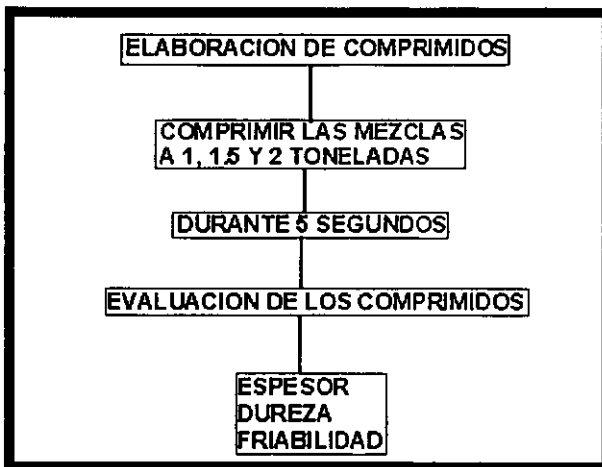 ELABORACION DE COMPRIMIDOS
COMPRIMIR LAS MEZCLAS
A 1, 1.5 Y 2 TONELADAS
DURANTE 5 SEGUNDOS
EVALUACION DE LOS COMPRIMIDOS
ESPESOR
DUREZA
FRIABILIDAD